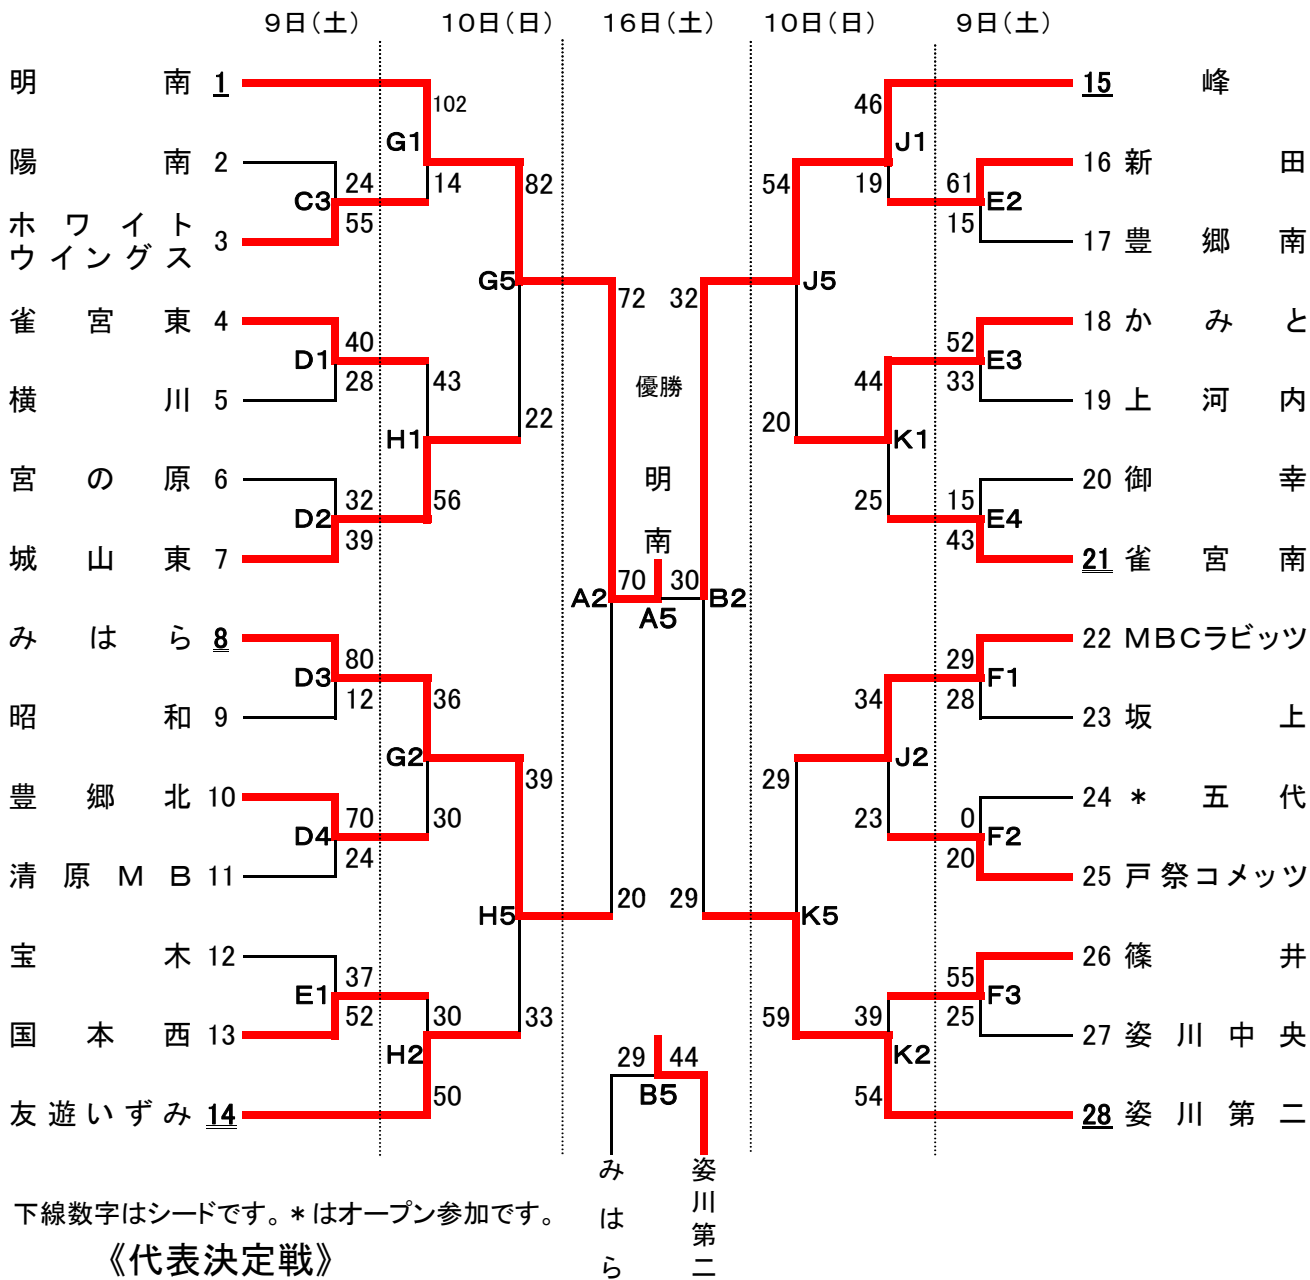 9日(土) 10日(日) 16日(土) 10日(日) 9日(土)
明南 1
102
G1
陽南 2
24
14
82
C3
ホワイト
ウイングス 3
55
G5
72
雀宮東 4
40
D1
28
43
横川 5
22
H1
宮の原 6
32
56
D2
39
城山東 7
A2
みはら 8
80
D3
12
36
昭和 9
G2
39
豊郷北 10
70
30
D4
24
清原MB 11
20
H5
宝木 12
37
E1
52
30
33
国本西 13
H2
50
友遊いずみ 14
優勝
明
南
70 30
A5
29 44
B5
みはら
姿川第二
15 峰
46
J1
16 新田
61
19
54
E2
15
17 豊郷南
J5
32
18 かみと
52
E3
33
44
19 上河内
20
K1
20 御幸
15
25
E4
43
21 雀宮南
B2
22 MBCラビッツ
29
F1
28
34
23 坂上
J2
29
24 *五代
0
23
F2
20
25 戸祭コメッツ
29
K5
26 篠井
55
F3
25
39
59
27 姿川中央
K2
54
28 姿川第二
下線数字はシードです。*はオープン参加です。
《代表決定戦》